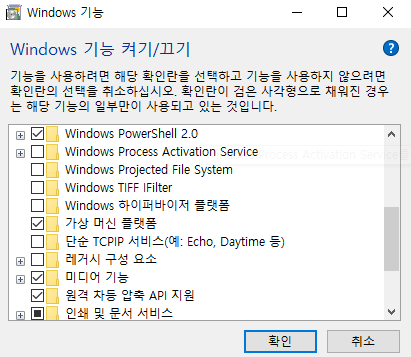 Windows 기능
Windows 기능 켜기/끄기
기능을 사용하려면 해당 확인란을 선택하고 기능을 사용하지 않으려면
확인란의 선택을 취소하십시오. 확인란이 검은 사각형으로 채워진 경우
는 해당 기능의 일부만이 사용되고 있는 것입니다.
Windows PowerShell 2.0
Windows Process Activation Service
Windows Projected File System
Windows TIFF IFilter
Windows 하이퍼바이저 플랫폼
가상 머신 플랫폼
단순 TCPIP 서비스(예: Echo, Daytime 등)
레거시 구성 요소
미디어 기능
원격 차등 압축 API 지원
인쇄 및 문서 서비스
확인
취소